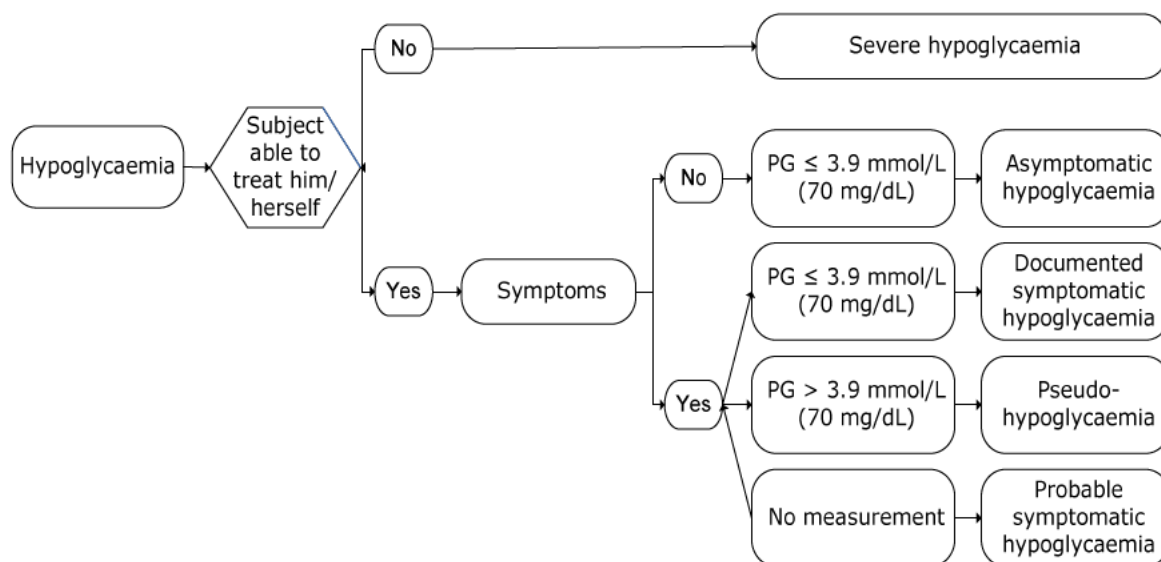 No
Severe hypoglycaemia
Hypoglycaemia
Subject
able to
treat him/
herself
Yes
Symptoms
No
PG ≤ 3.9 mmol/L
(70 mg/dL)
Asymptomatic
hypoglycaemia
Yes
PG ≤ 3.9 mmol/L
(70 mg/dL)
Documented
symptomatic
hypoglycaemia
PG > 3.9 mmol/L
(70 mg/dL)
Pseudo-
hypoglycaemia
No measurement
Probable
symptomatic
hypoglycaemia